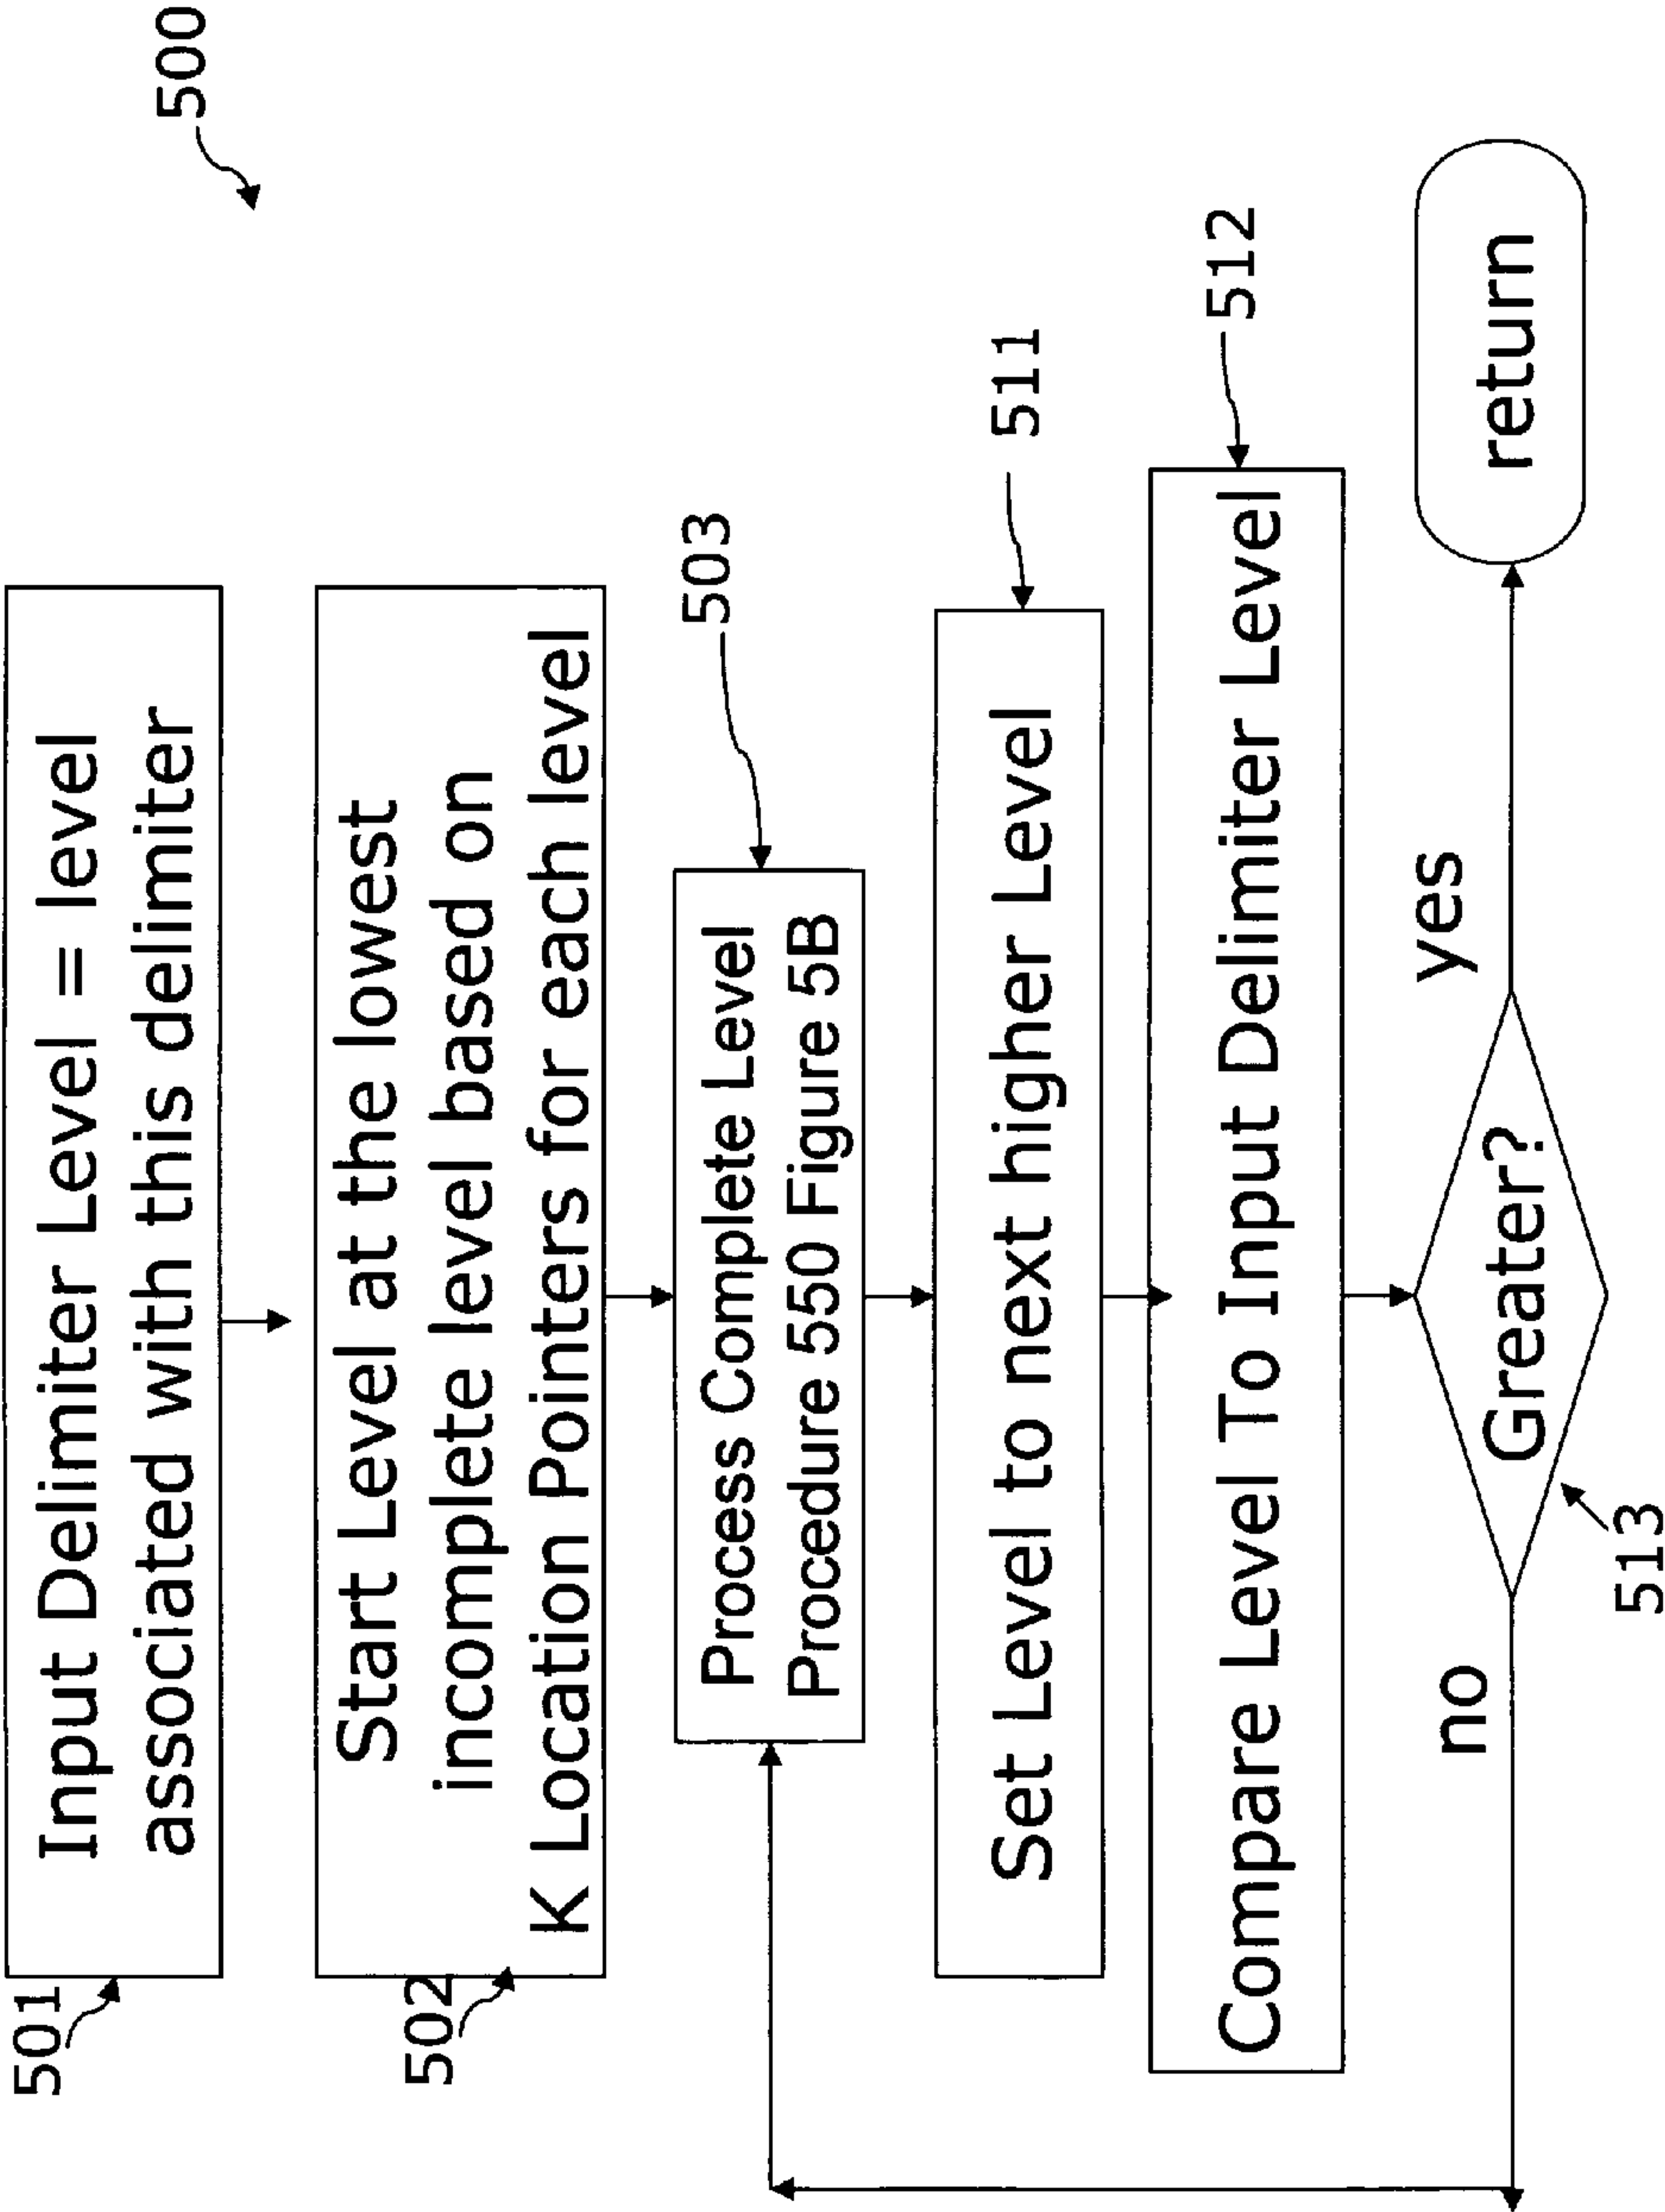 500
501
Input Delimiter Level = level
associated with this delimiter
502
Start Level at the lowest
incomplete level based on
K Location Pointers for each level
503
Process Complete Level
Procedure 550 Figure 5B
511
Set Level to next higher Level
512
Compare Level To Input Delimiter Level
no
Greater?
yes
return
513